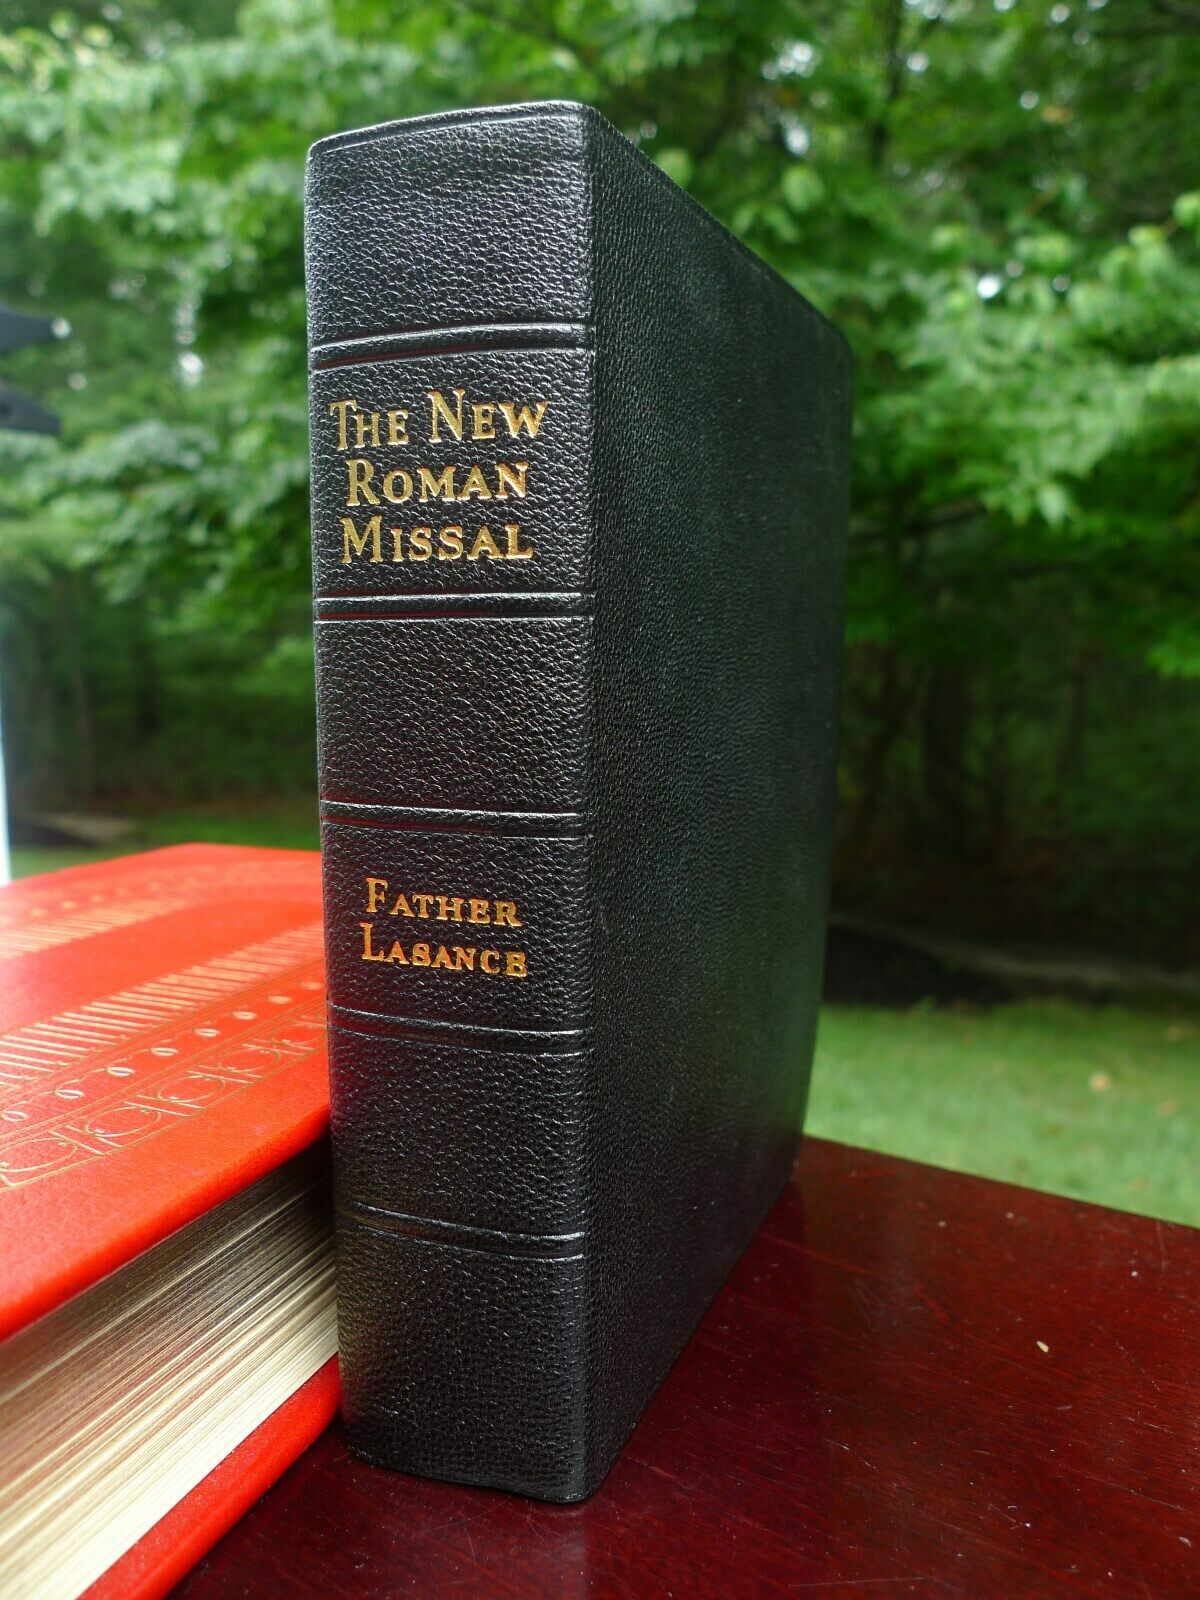 THE NEW
ROMAN
MISSAL
FATHER
LASANCE